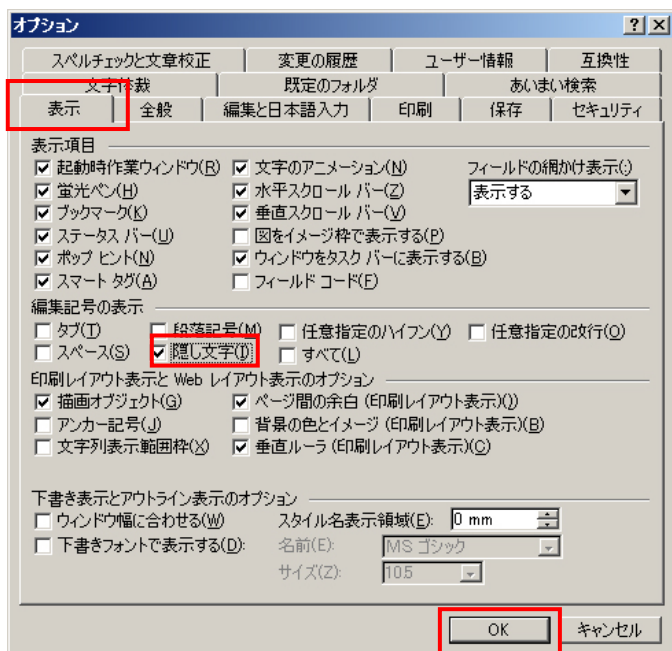 オプション
スペルチェックと文章校正 変更の履歴 ユーザー情報 互換性
文字体裁 既定のフォルダ あいまい検索
表示 全般 編集と日本語入力 印刷 保存 セキュリティ
表示項目
起動時作業ウィンドウ(R) 文字のアニメーション(N) フィールドの網かけ表示(:)
蛍光ペン(H) 水平スクロール バー(Z) 表示する
ブックマーク(K) 垂直スクロール バー(V)
ステータス バー(U) 図をイメージ枠で表示する(P)
ポップ ヒント(N) ウィンドウをタスク バーに表示する(B)
スマート タグ(A) フィールド コード(F)
編集記号の表示
タブ(T) 段落記号(M) 任意指定のハイフン(Y) 任意指定の改行(O)
スペース(S) 隠し文字(I) すべて(L)
印刷レイアウト表示と Web レイアウト表示のオプション
描画オブジェクト(G) ページ間の余白 (印刷レイアウト表示)(])
アンカー記号(J) 背景の色とイメージ (印刷レイアウト表示)(B)
文字列表示範囲枠(X) 垂直ルーラ (印刷レイアウト表示)(C)
下書き表示とアウトライン表示のオプション
ウィンドウ幅に合わせる(W) スタイル名表示領域(E): 0 mm
下書きフォントで表示する(D): 名前(E): MS ゴシック
サイズ(Z): 10.5
OK キャンセル